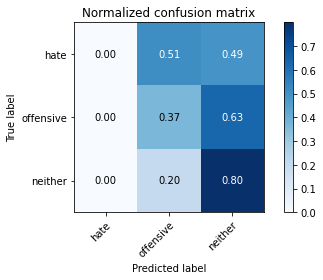 Normalized confusion matrix
True label
hate 0.00 0.51 0.49
offensive 0.00 0.37 0.63
neither 0.00 0.20 0.80
hate offensive neither
Predicted label
0.7
0.6
0.5
0.4
0.3
0.2
0.1
0.0